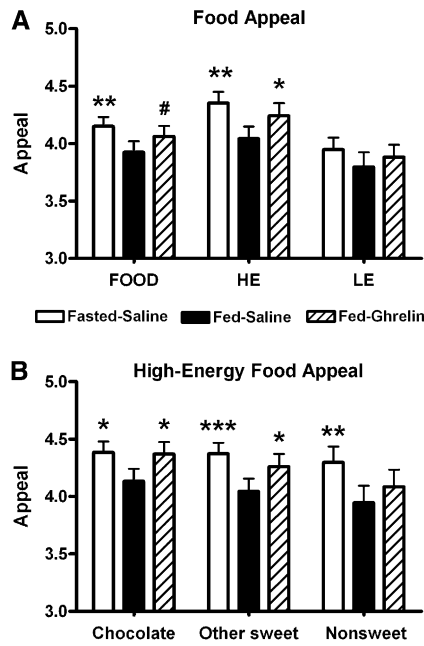 A Food Appeal
5.0
4.5
4.0
3.5
3.0
Appeal
** # ** *
FOOD HE LE
Fasted-Saline Fed-Saline Fed-Ghrelin
B High-Energy Food Appeal
5.0
4.5
4.0
3.5
3.0
Appeal
* * *** * **
Chocolate Other sweet Nonsweet